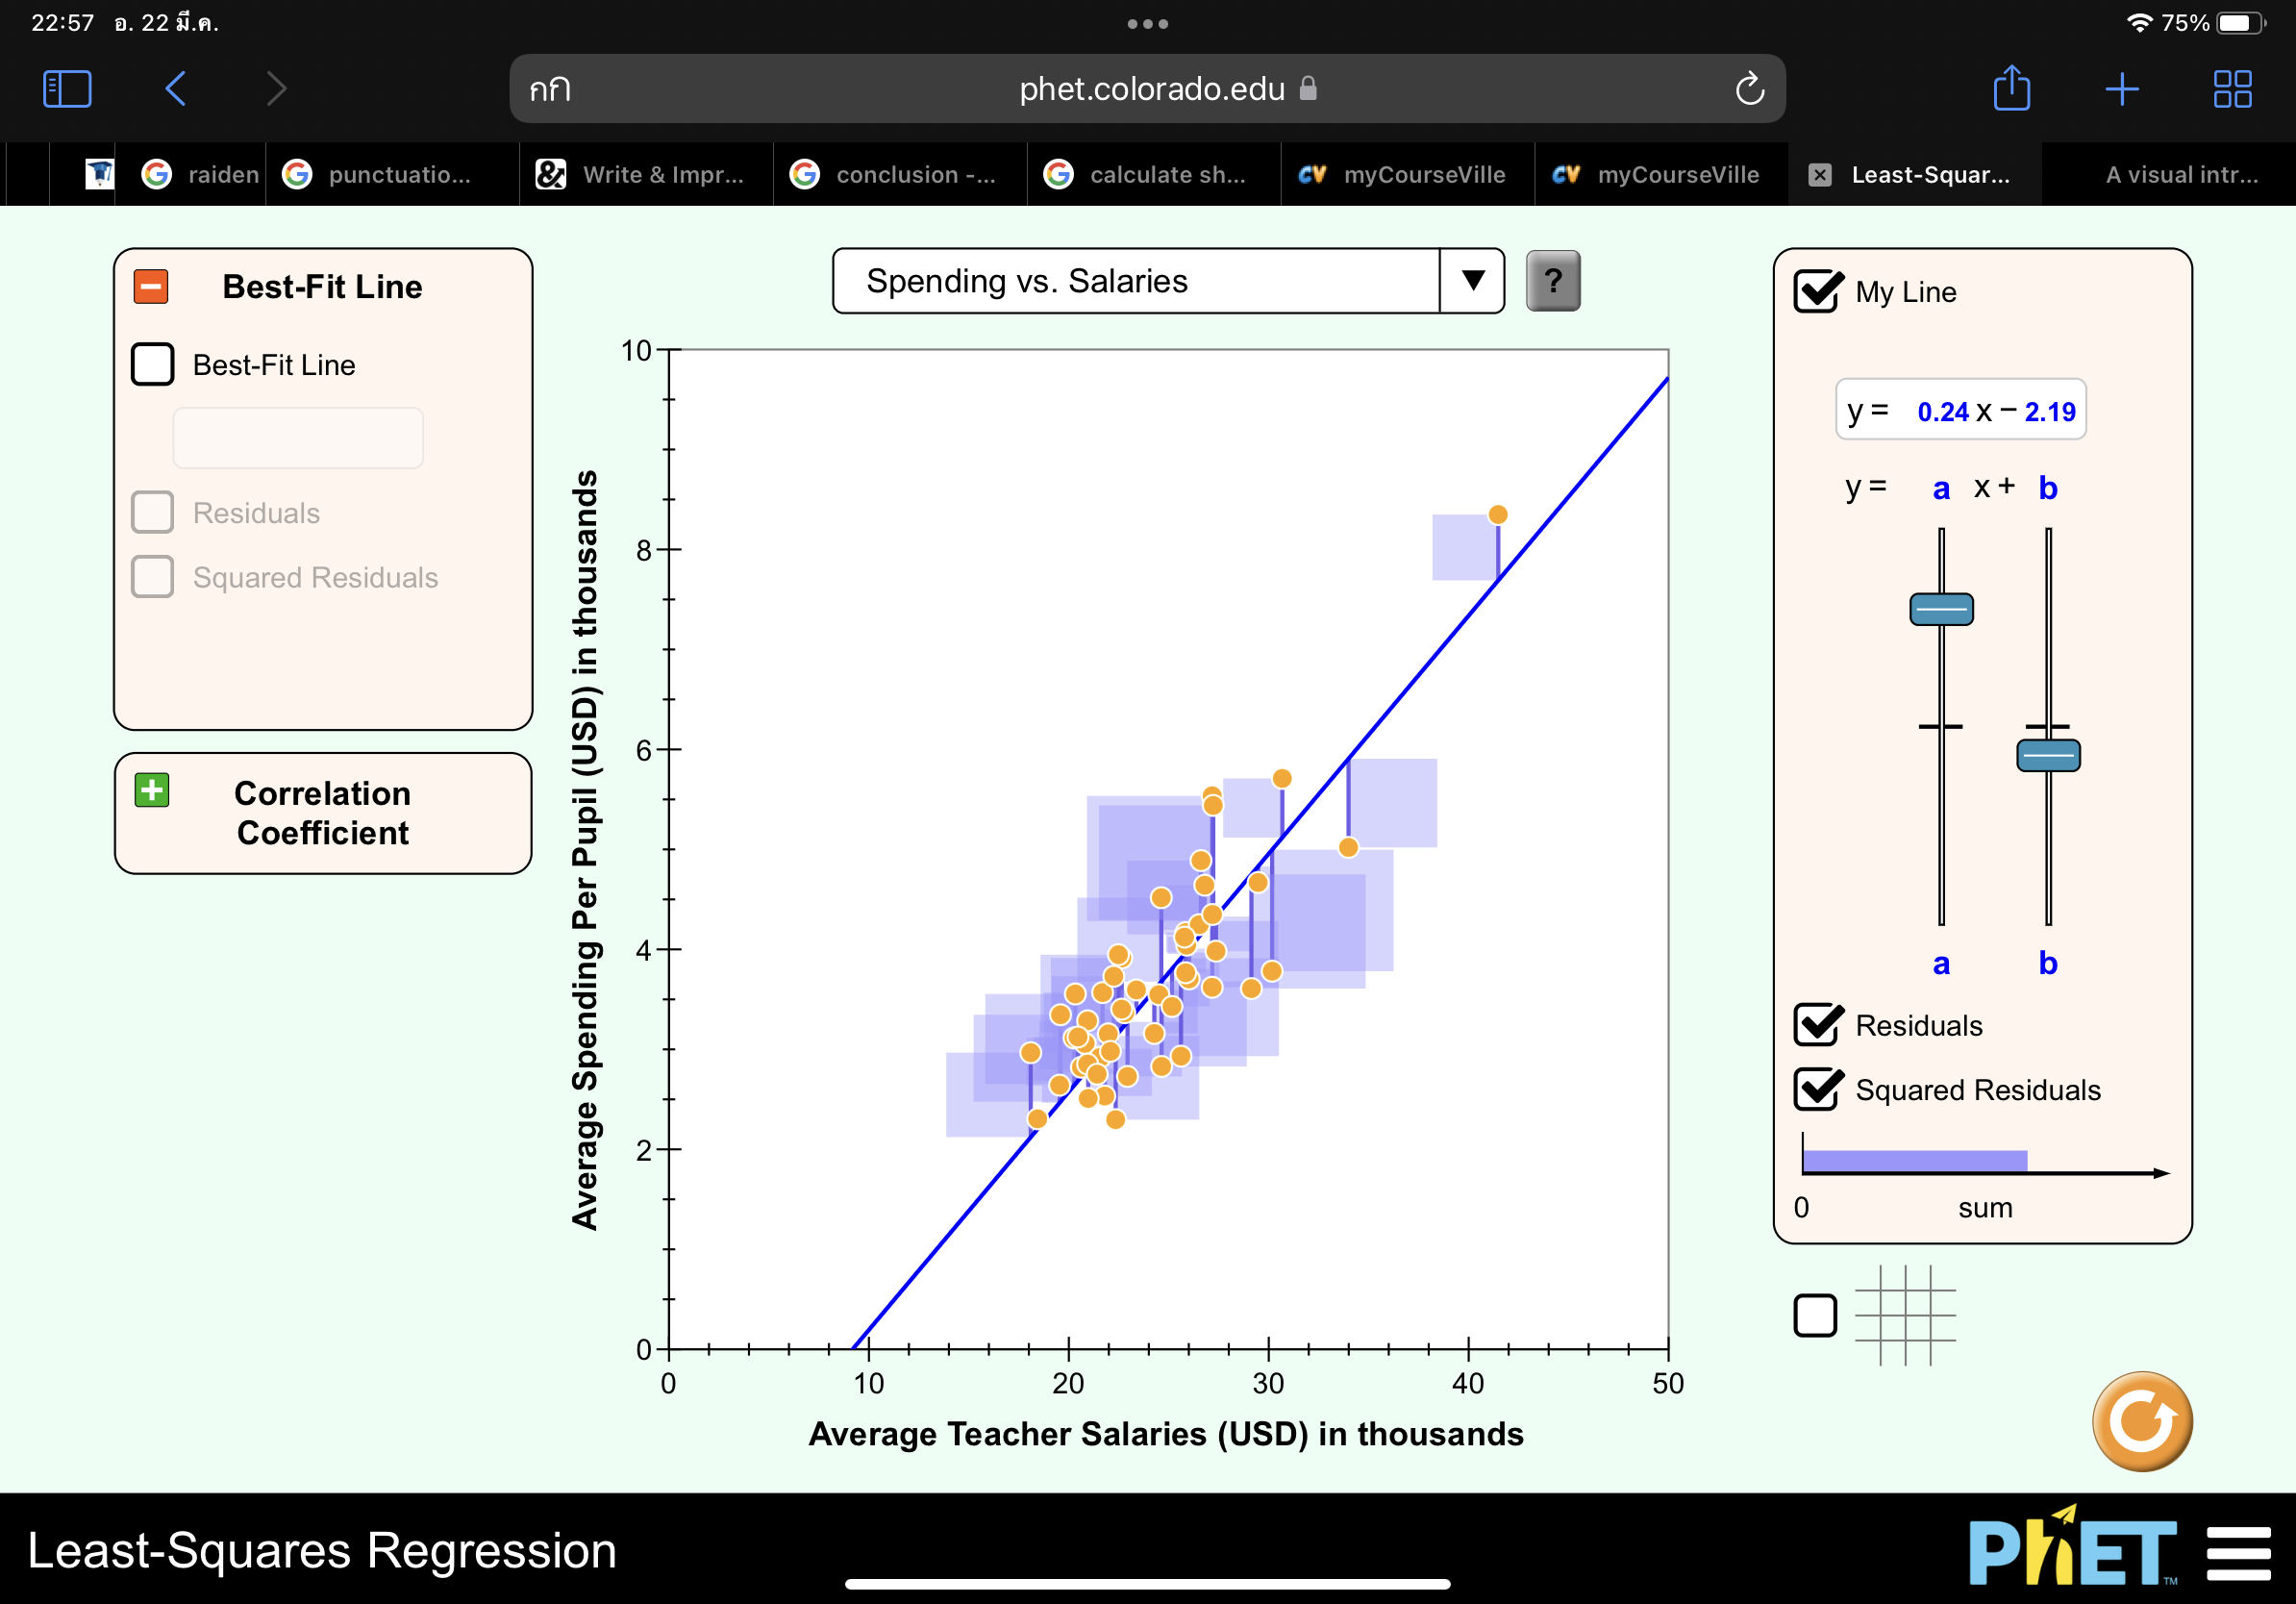 22:57 อ. 22 มี.ค.
75%
กก phet.colorado.edu
raiden
punctuatio...
Write & Impr...
conclusion -...
calculate sh...
myCourseVille
myCourseVille
Least-Squar...
A visual intr...
Best-Fit Line
Best-Fit Line
Residuals
Squared Residuals
Correlation
Coefficient
Spending vs. Salaries
?
10
8
6
4
2
0
Average Spending Per Pupil (USD) in thousands
0 10 20 30 40 50
Average Teacher Salaries (USD) in thousands
My Line
y = 0.24 x − 2.19
y = a x + b
a b
Residuals
Squared Residuals
0 sum
Least-Squares Regression
PhET™